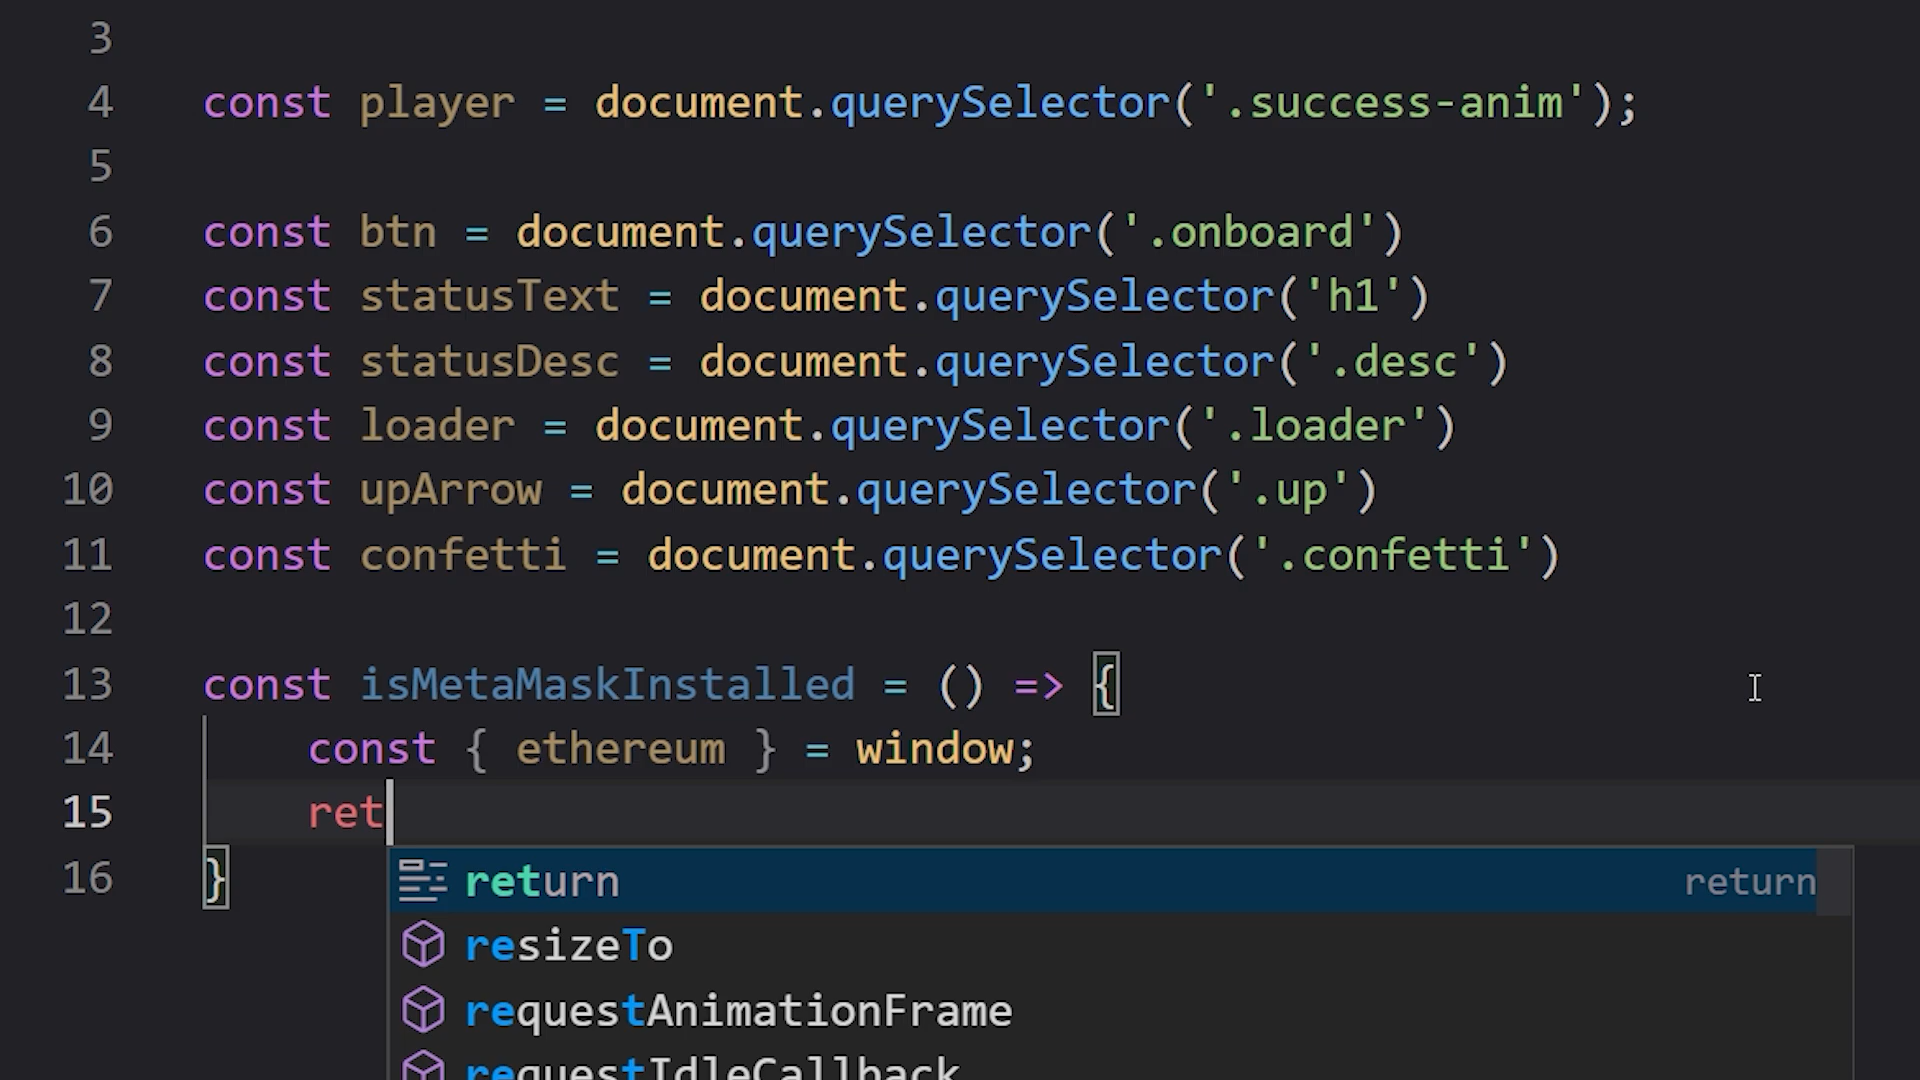 3
4 const player = document.querySelector('.success-anim');
5
6 const btn = document.querySelector('.onboard')
7 const statusText = document.querySelector('h1')
8 const statusDesc = document.querySelector('.desc')
9 const loader = document.querySelector('.loader')
10 const upArrow = document.querySelector('.up')
11 const confetti = document.querySelector('.confetti')
12
13 const isMetaMaskInstalled = () => {
14 const { ethereum } = window;
15 ret
16 }
return return
resizeTo
requestAnimationFrame
requestIdleCallback